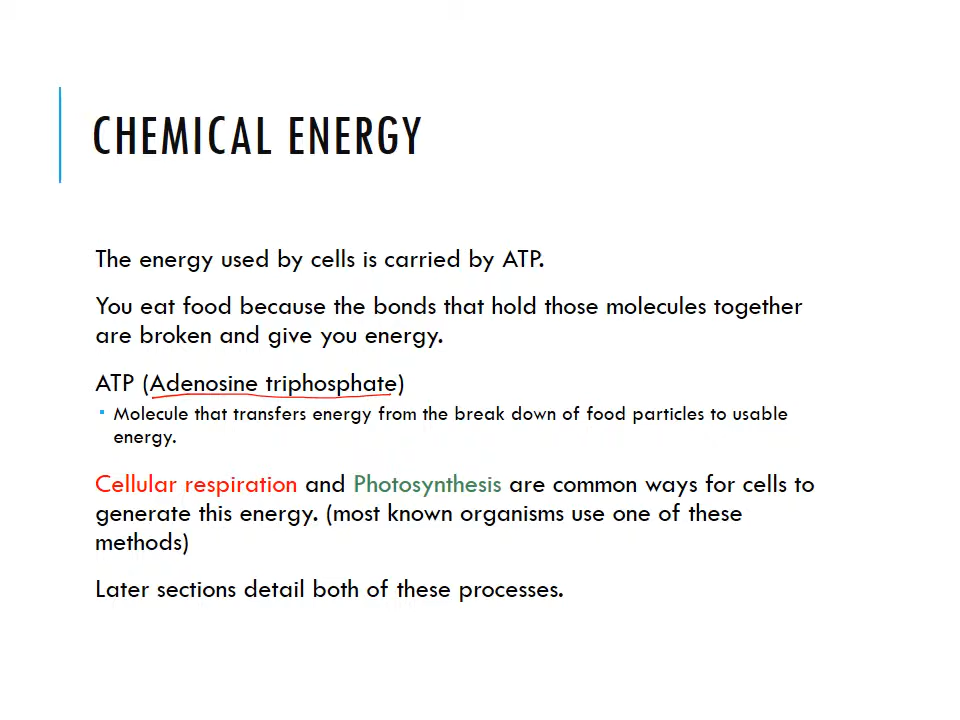 CHEMICAL ENERGY
The energy used by cells is carried by ATP.
You eat food because the bonds that hold those molecules together
are broken and give you energy.
ATP (Adenosine triphosphate)
▪ Molecule that transfers energy from the break down of food particles to usable
energy.
Cellular respiration and Photosynthesis are common ways for cells to
generate this energy. (most known organisms use one of these
methods)
Later sections detail both of these processes.